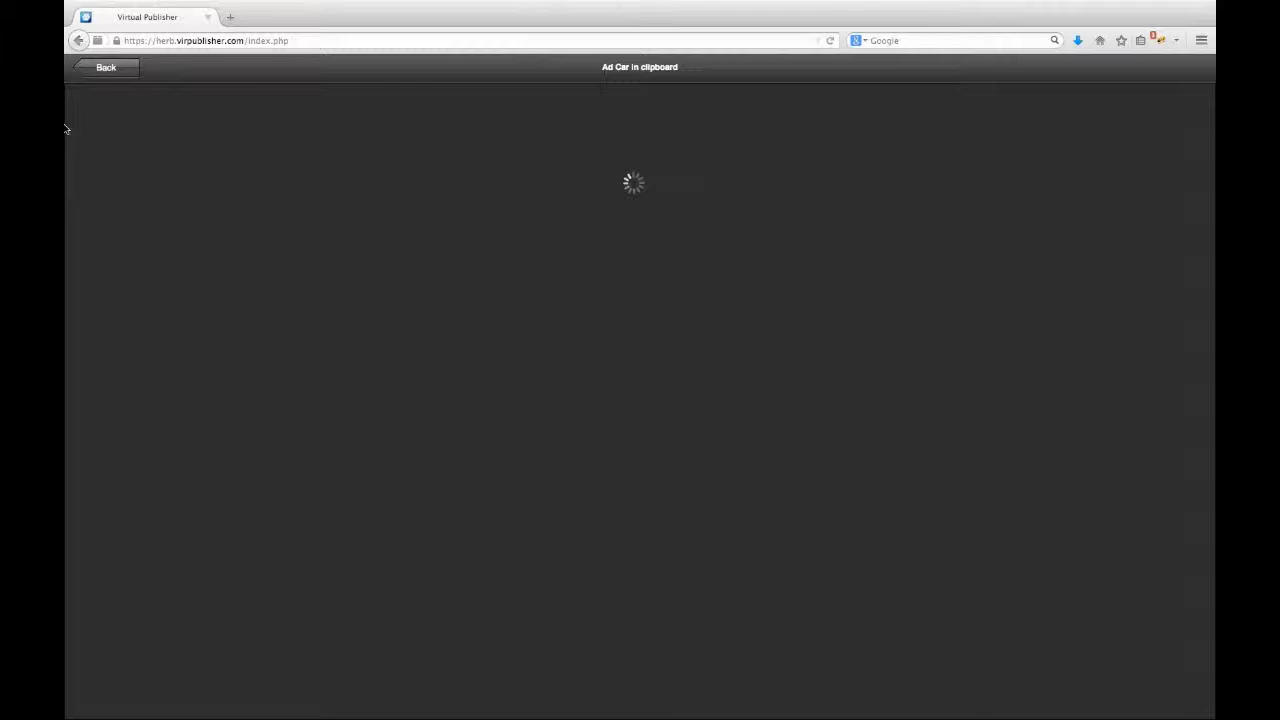 Virtual Publisher
https://herb.virpublisher.com/index.php
Google
Back
Ad Car in clipboard